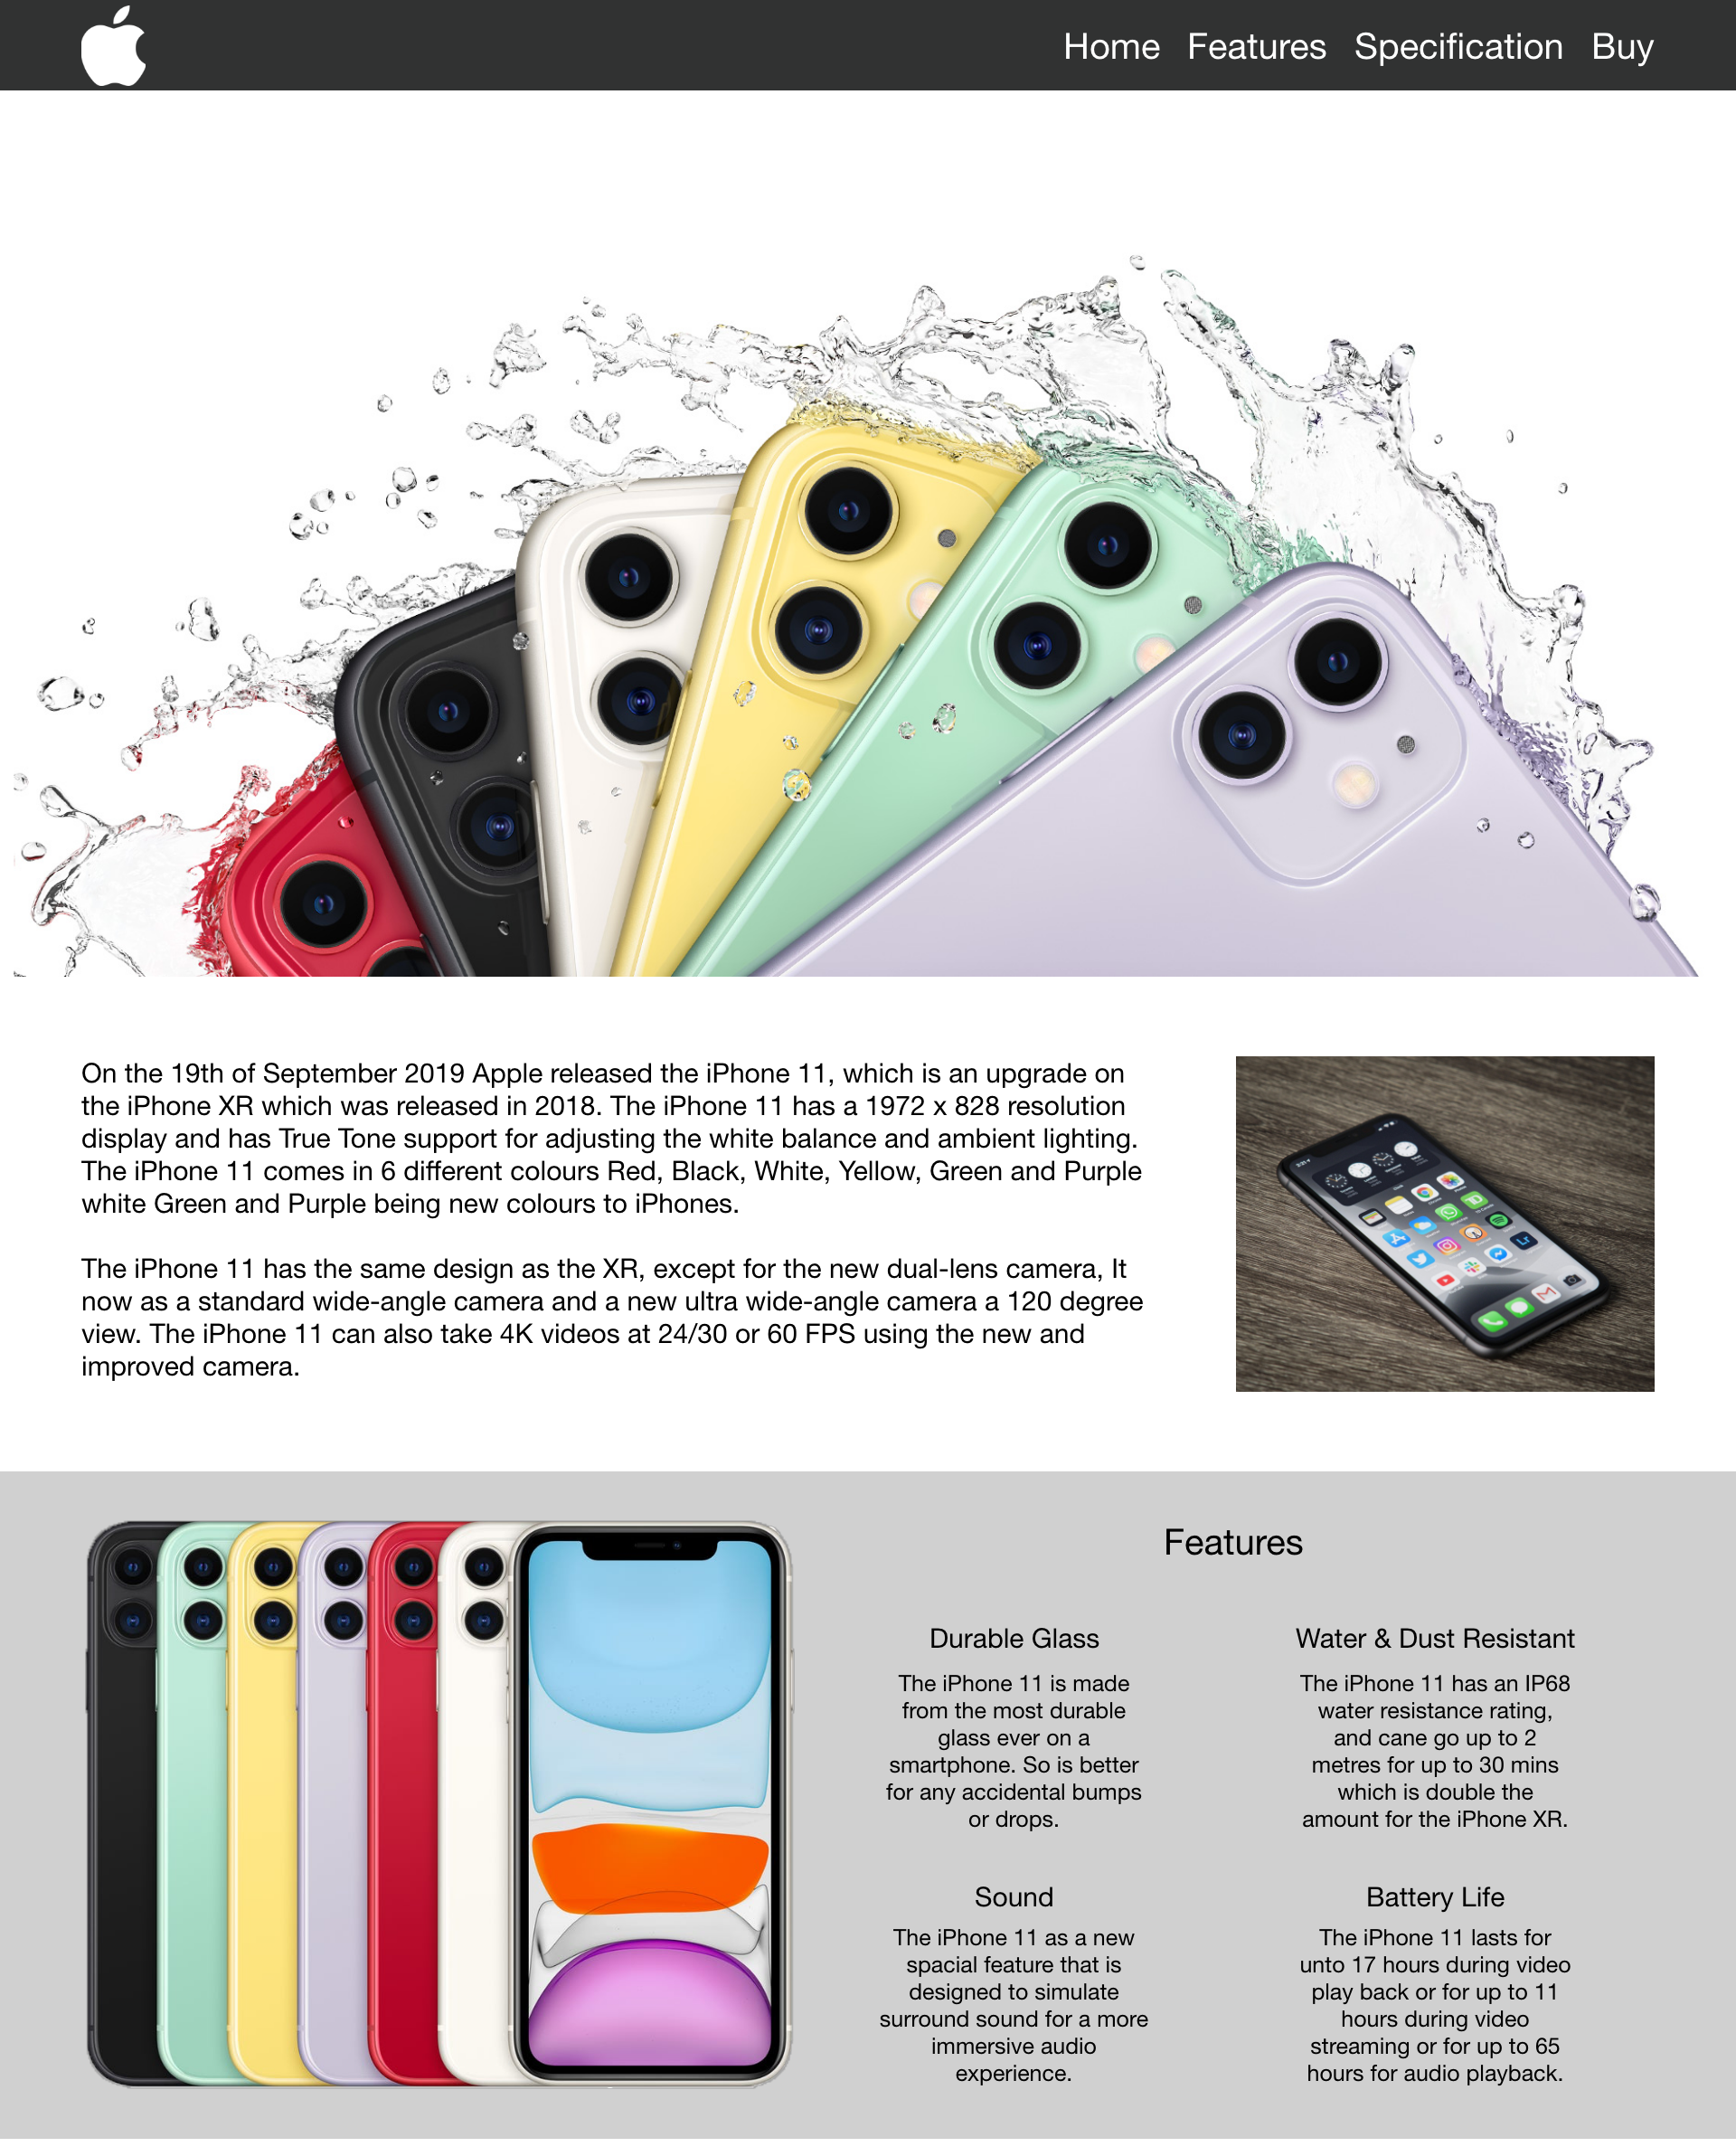 Home Features Specification Buy
On the 19th of September 2019 Apple released the iPhone 11, which is an upgrade on
the iPhone XR which was released in 2018. The iPhone 11 has a 1972 x 828 resolution
display and has True Tone support for adjusting the white balance and ambient lighting.
The iPhone 11 comes in 6 different colours Red, Black, White, Yellow, Green and Purple
white Green and Purple being new colours to iPhones.
The iPhone 11 has the same design as the XR, except for the new dual-lens camera, It
now as a standard wide-angle camera and a new ultra wide-angle camera a 120 degree
view. The iPhone 11 can also take 4K videos at 24/30 or 60 FPS using the new and
improved camera.
Features
Durable Glass
The iPhone 11 is made
from the most durable
glass ever on a
smartphone. So is better
for any accidental bumps
or drops.
Water & Dust Resistant
The iPhone 11 has an IP68
water resistance rating,
and cane go up to 2
metres for up to 30 mins
which is double the
amount for the iPhone XR.
Sound
The iPhone 11 as a new
spacial feature that is
designed to simulate
surround sound for a more
immersive audio
experience.
Battery Life
The iPhone 11 lasts for
unto 17 hours during video
play back or for up to 11
hours during video
streaming or for up to 65
hours for audio playback.